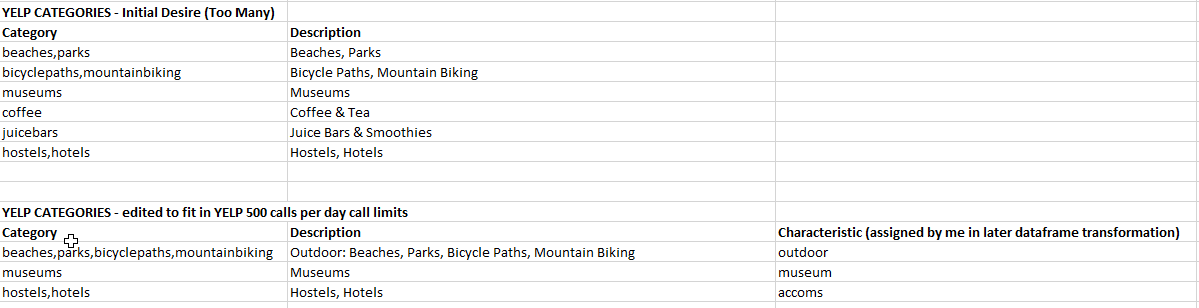 YELP CATEGORIES - Initial Desire (Too Many)
Category Description
beaches,parks Beaches, Parks
bicyclepaths,mountainbiking Bicycle Paths, Mountain Biking
museums Museums
coffee Coffee & Tea
juicebars Juice Bars & Smoothies
hostels,hotels Hostels, Hotels
YELP CATEGORIES - edited to fit in YELP 500 calls per day call limits
Category Description Characteristic (assigned by me in later dataframe transformation)
beaches,parks,bicyclepaths,mountainbiking Outdoor: Beaches, Parks, Bicycle Paths, Mountain Biking outdoor
museums Museums museum
hostels,hotels Hostels, Hotels accoms